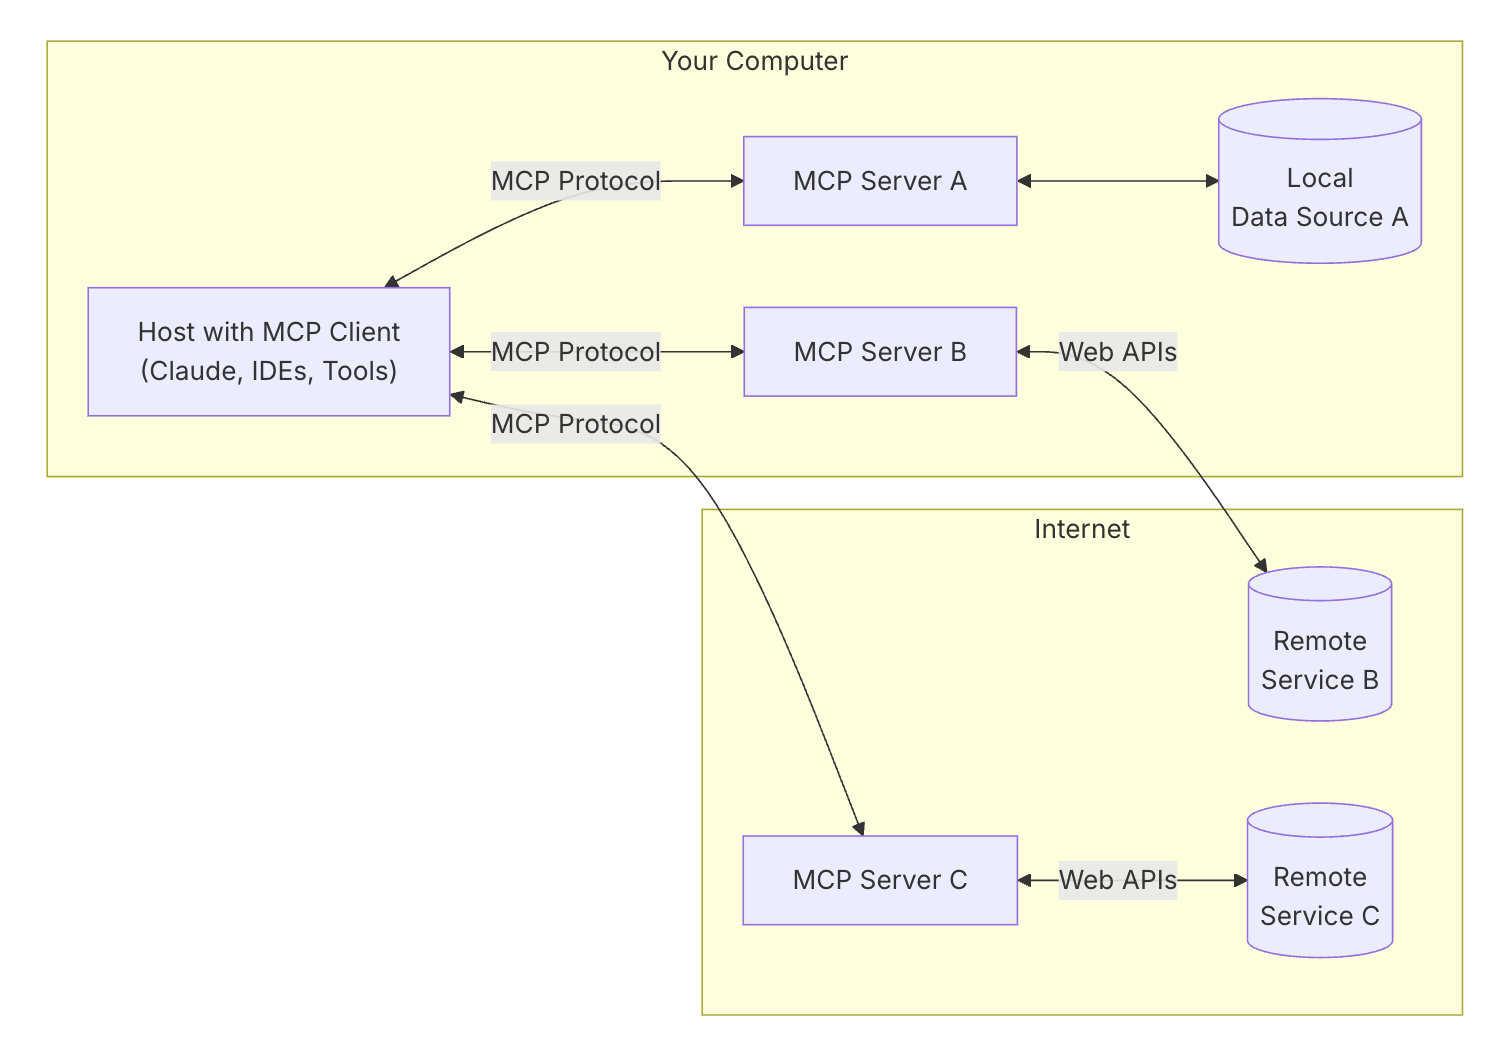 Your Computer
MCP Protocol
MCP Server A
Local
Data Source A
Host with MCP Client
(Claude, IDEs, Tools)
MCP Protocol
MCP Server B
Web APIs
MCP Protocol
Internet
Remote
Service B
MCP Server C
Web APIs
Remote
Service C